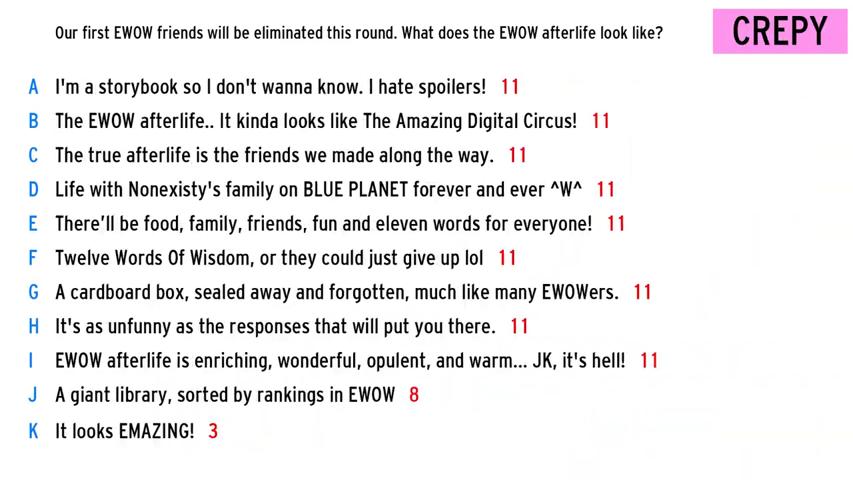 Our first EWOW friends will be eliminated this round. What does the EWOW afterlife look like?
CREPY
A I'm a storybook so I don't wanna know. I hate spoilers! 11
B The EWOW afterlife.. It kinda looks like The Amazing Digital Circus! 11
C The true afterlife is the friends we made along the way. 11
D Life with Nonexisty's family on BLUE PLANET forever and ever ^W^ 11
E There’ll be food, family, friends, fun and eleven words for everyone! 11
F Twelve Words Of Wisdom, or they could just give up lol 11
G A cardboard box, sealed away and forgotten, much like many EWOWers. 11
H It's as unfunny as the responses that will put you there. 11
I EWOW afterlife is enriching, wonderful, opulent, and warm... JK, it's hell! 11
J A giant library, sorted by rankings in EWOW 8
K It looks EMAZING! 3